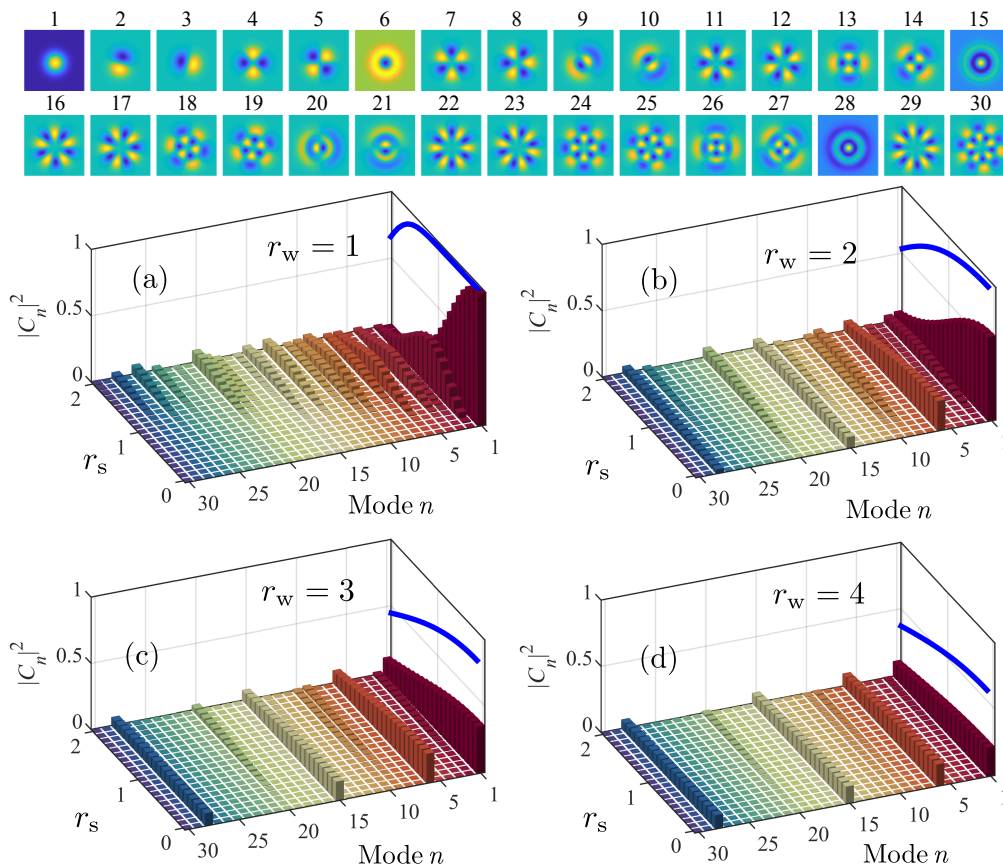 1 2 3 4 5 6 7 8 9 10 11 12 13 14 15
16 17 18 19 20 21 22 23 24 25 26 27 28 29 30
(a)
r_w = 1
|C_n|^2
1
0.5
0
2
1
0
r_s
30 25 20 15 10 5 1
Mode n
(b)
r_w = 2
|C_n|^2
1
0.5
0
2
1
0
r_s
30 25 20 15 10 5 1
Mode n
(c)
r_w = 3
|C_n|^2
1
0.5
0
2
1
0
r_s
30 25 20 15 10 5 1
Mode n
(d)
r_w = 4
|C_n|^2
1
0.5
0
2
1
0
r_s
30 25 20 15 10 5 1
Mode n